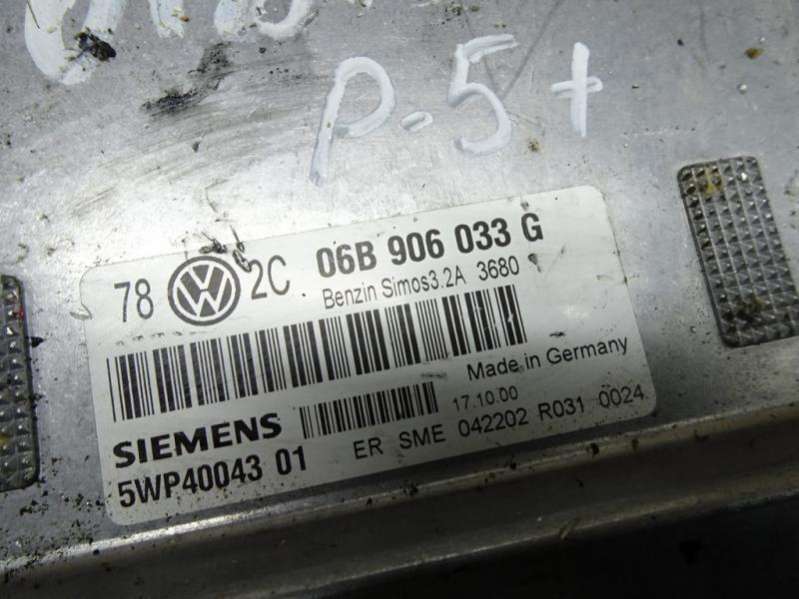 P-5+
78 VW 2C 06B 906 033 G
Benzin Simos3.2A 3680
Made in Germany
SIEMENS 17.10.00
5WP40043 01 ER SME 042202 R031 0024